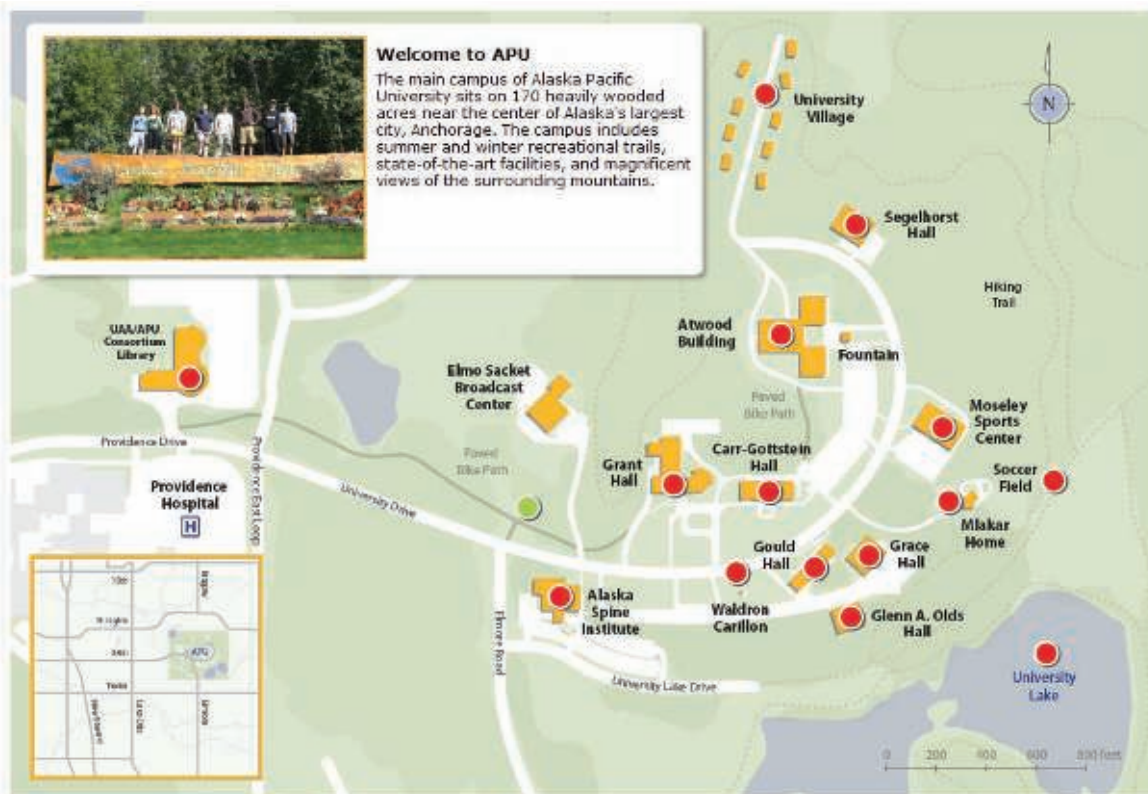 Welcome to APU
The main campus of Alaska Pacific
University sits on 170 heavily wooded
acres near the center of Alaska's largest
city, Anchorage. The campus includes
summer and winter recreational trails,
state-of-the-art facilities, and magnificent
views of the surrounding mountains.
University
Village
N
Segelhorst
Hall
Hiking
Trail
UAA/APU
Consortium
Library
Atwood
Building
Fountain
Elmo Sacket
Broadcast
Center
Paved
Bike Path
Moseley
Sports
Center
Providence Drive
Providence East Loop
Paved
Bike Path
Grant
Hall
Carr-Gottstein
Hall
Soccer
Field
Providence
Hospital
H
University Drive
Mlakar
Home
Gould
Hall
Grace
Hall
Alaska
Spine
Institute
Waldron
Carillon
Glenn A. Olds
Hall
Elmore Road
University Lake Drive
University
Lake
APU
Tudor
0 200 400 600 800 feet